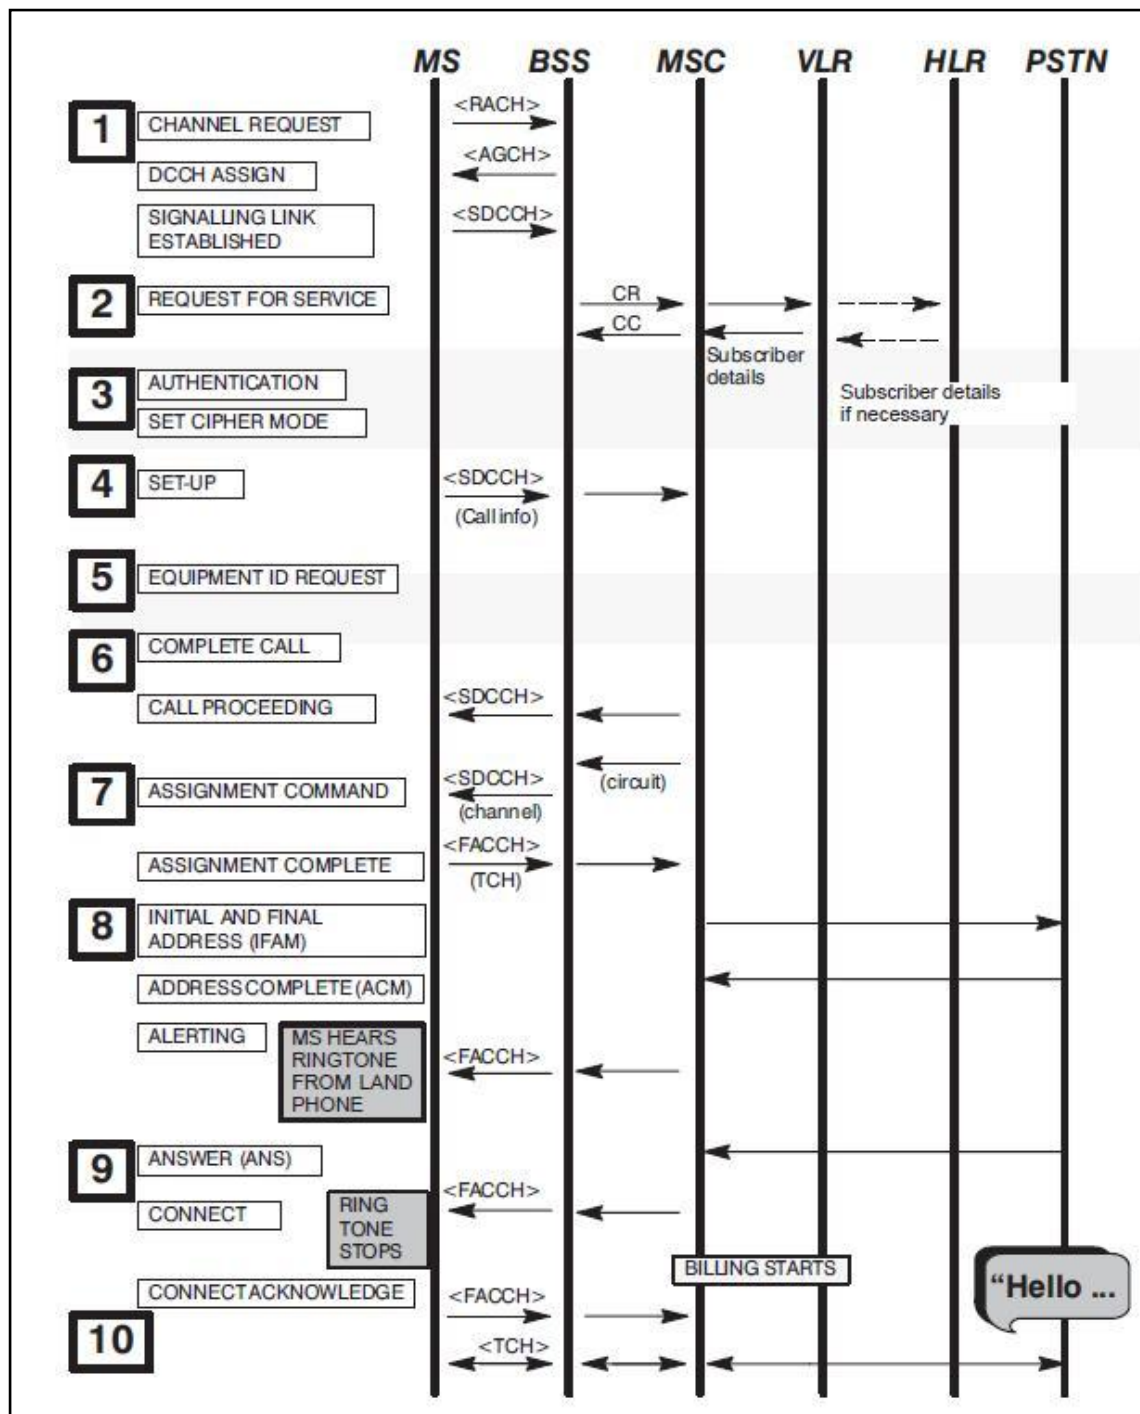 MS BSS MSC VLR HLR PSTN
<RACH>
1 CHANNEL REQUEST
<AGCH>
DCCH ASSIGN
<SDCCH>
SIGNALLING LINK
ESTABLISHED
2 REQUEST FOR SERVICE
CR
CC
Subscriber
details
3 AUTHENTICATION
Subscriber details
if necessary
SET CIPHER MODE
<SDCCH>
4 SET-UP
(Call info)
5 EQUIPMENT ID REQUEST
6 COMPLETE CALL
<SDCCH>
CALL PROCEEDING
<SDCCH>
(circuit)
7 ASSIGNMENT COMMAND
(channel)
<FACCH>
ASSIGNMENT COMPLETE
(TCH)
8 INITIAL AND FINAL
ADDRESS (IFAM)
ADDRESS COMPLETE (ACM)
ALERTING
MS HEARS
RINGTONE
FROM LAND
PHONE
<FACCH>
9 ANSWER (ANS)
<FACCH>
CONNECT
RING
TONE
STOPS
BILLING STARTS
"Hello ...
CONNECT ACKNOWLEDGE
<FACCH>
10
<TCH>